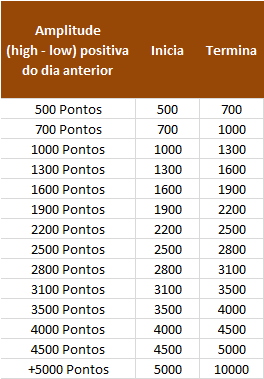 Amplitude
(high - low) positiva
do dia anterior Inicia Termina
500 Pontos 500 700
700 Pontos 700 1000
1000 Pontos 1000 1300
1300 Pontos 1300 1600
1600 Pontos 1600 1900
1900 Pontos 1900 2200
2200 Pontos 2200 2500
2500 Pontos 2500 2800
2800 Pontos 2800 3100
3100 Pontos 3100 3500
3500 Pontos 3500 4000
4000 Pontos 4000 4500
4500 Pontos 4500 5000
+5000 Pontos 5000 10000